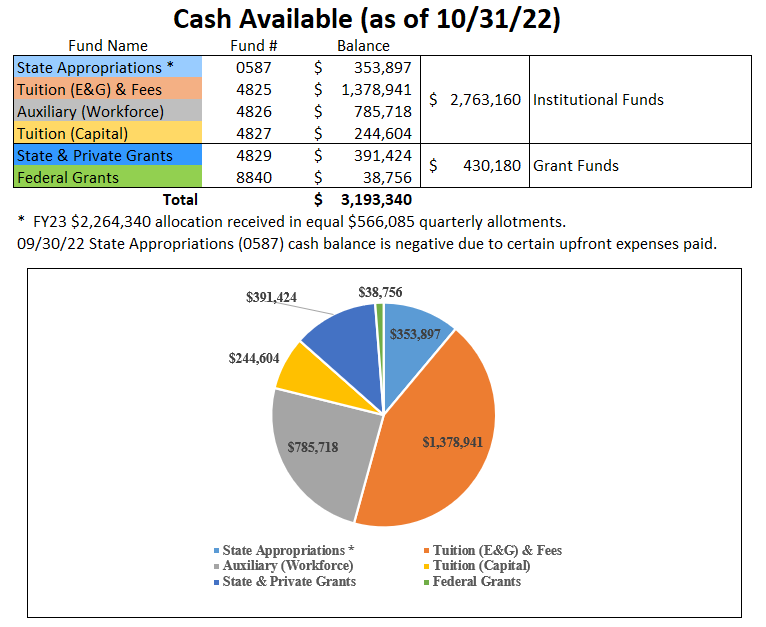 Cash Available (as of 10/31/22)
Fund Name Fund # Balance
State Appropriations * 0587 $ 353,897
Tuition (E&G) & Fees 4825 $ 1,378,941
$ 2,763,160 Institutional Funds
Auxiliary (Workforce) 4826 $ 785,718
Tuition (Capital) 4827 $ 244,604
State & Private Grants 4829 $ 391,424
$ 430,180 Grant Funds
Federal Grants 8840 $ 38,756
Total $ 3,193,340
* FY23 $2,264,340 allocation received in equal $566,085 quarterly allotments.
09/30/22 State Appropriations (0587) cash balance is negative due to certain upfront expenses paid.
$391,424 $38,756
$353,897
$244,604
$785,718 $1,378,941
State Appropriations * Tuition (E&G) & Fees
Auxiliary (Workforce) Tuition (Capital)
State & Private Grants Federal Grants